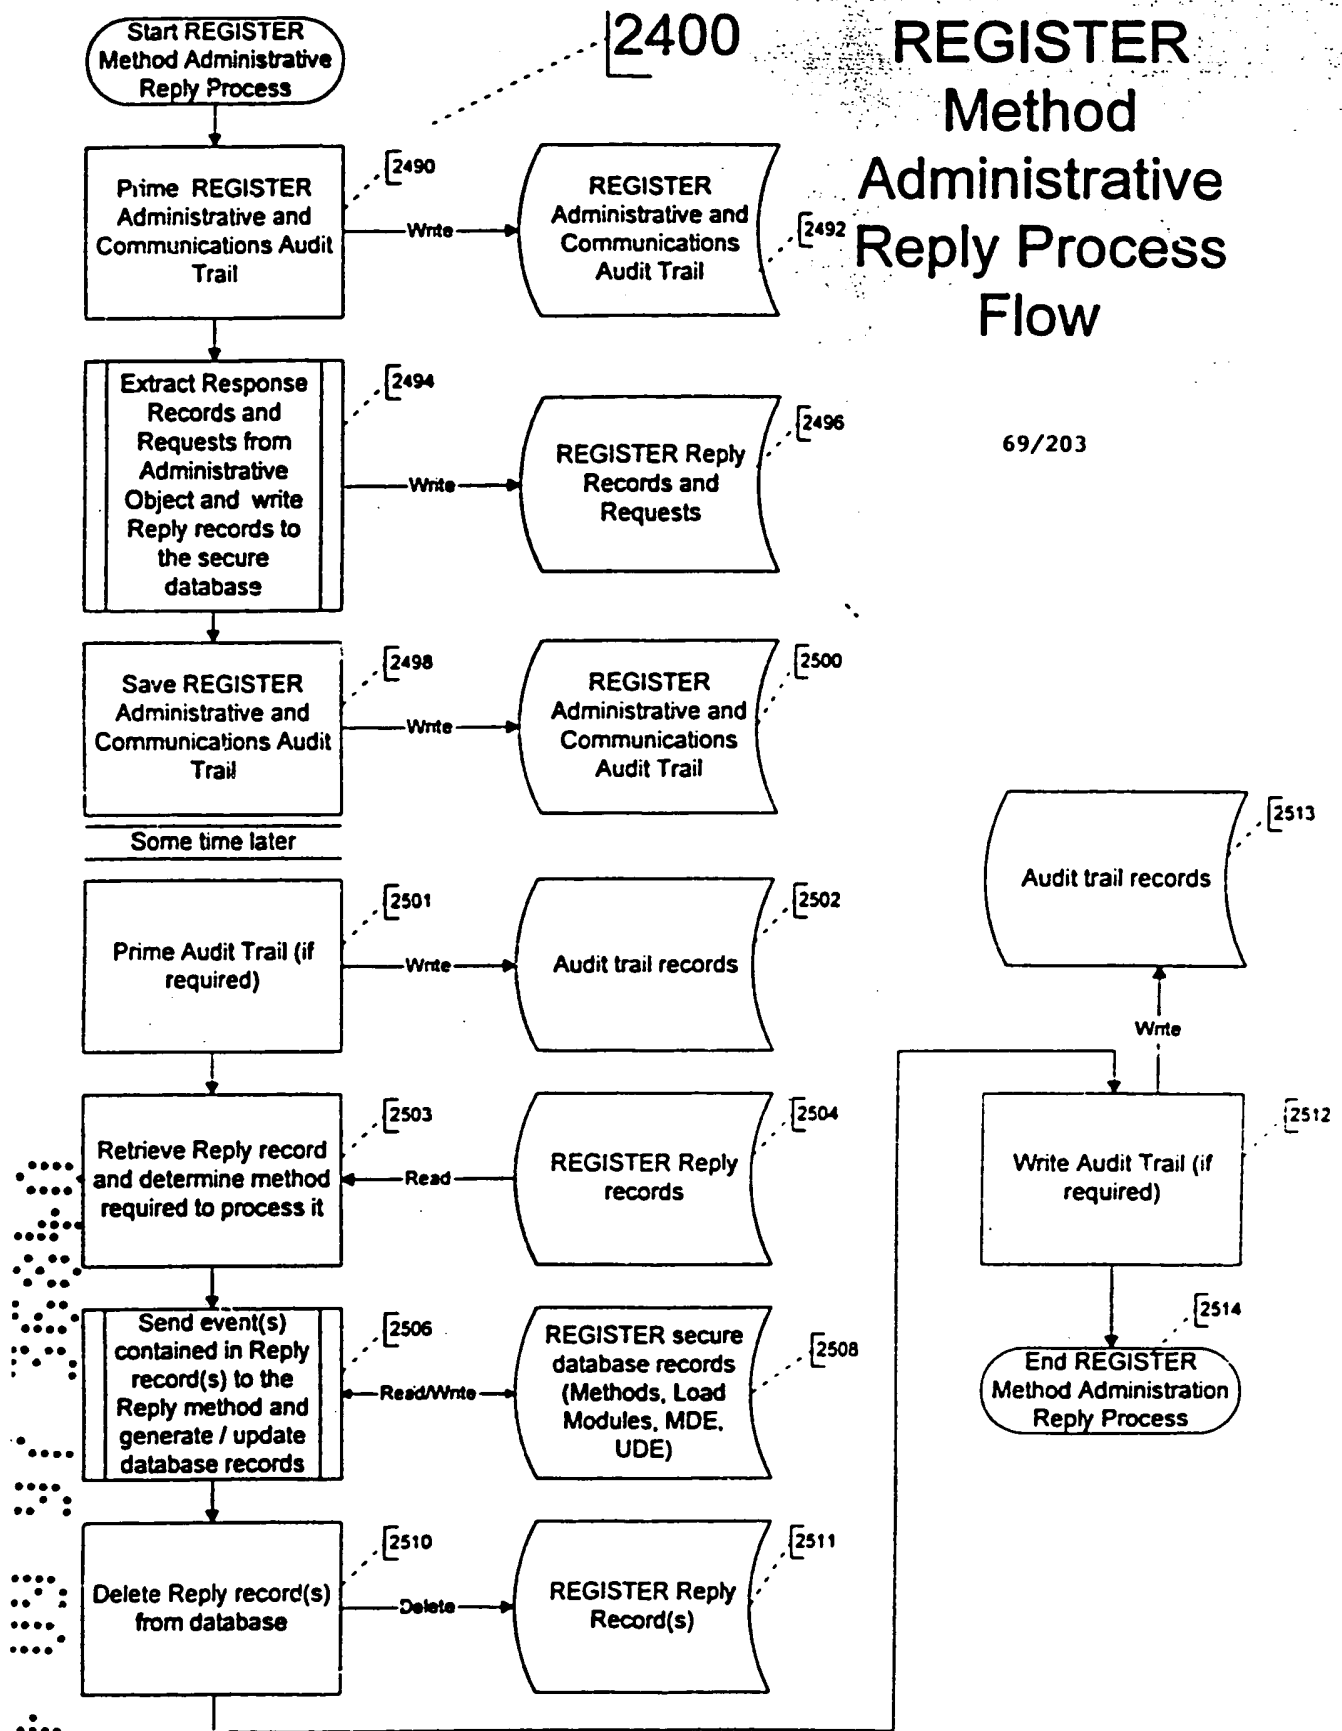 Start REGISTER
Method Administrative
Reply Process
2400
REGISTER
Method
Administrative
Reply Process
Flow
69/203
Prime REGISTER
Administrative and
Communications Audit
Trail
2490
Write
REGISTER
Administrative and
Communications
Audit Trail
2492
Extract Response
Records and
Requests from
Administrative
Object and write
Reply records to
the secure
database
2494
Write
REGISTER Reply
Records and
Requests
2496
Save REGISTER
Administrative and
Communications Audit
Trail
2498
Write
REGISTER
Administrative and
Communications
Audit Trail
2500
Some time later
Prime Audit Trail (if
required)
2501
Write
Audit trail records
2502
Retrieve Reply record
and determine method
required to process it
2503
Read
REGISTER Reply
records
2504
Send event(s)
contained in Reply
record(s) to the
Reply method and
generate / update
database records
2506
Read/Write
REGISTER secure
database records
(Methods, Load
Modules, MDE,
UDE)
2508
Delete Reply record(s)
from database
2510
Delete
REGISTER Reply
Record(s)
2511
Audit trail records
2513
Write
Write Audit Trail (if
required)
2512
2514
End REGISTER
Method Administration
Reply Process